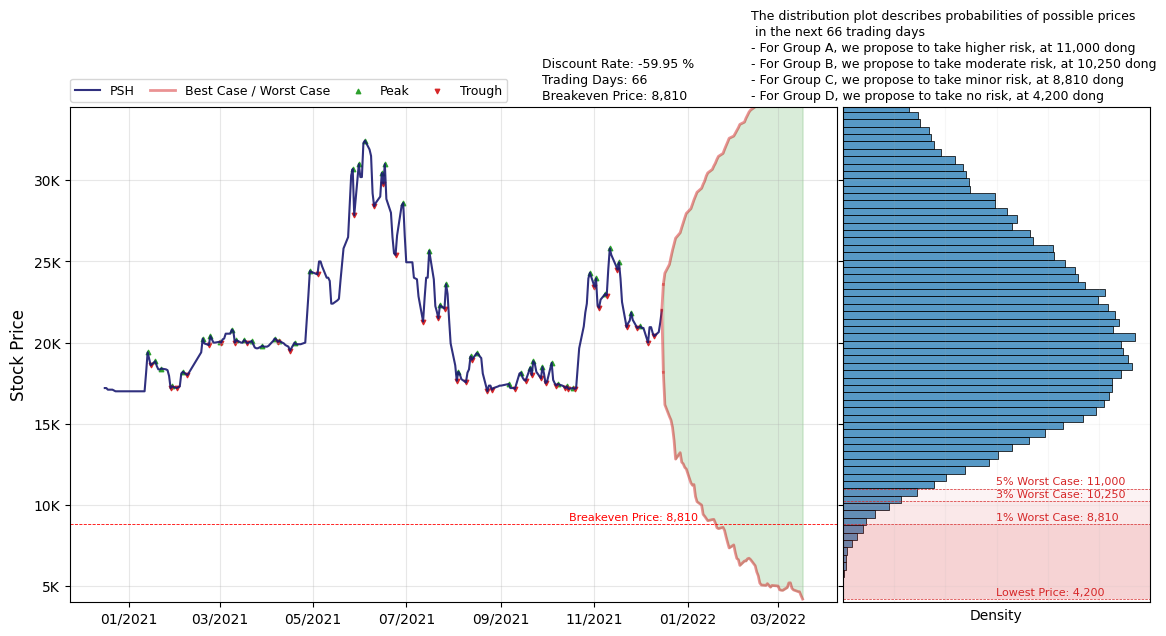 The distribution plot describes probabilities of possible prices
in the next 66 trading days
- For Group A, we propose to take higher risk, at 11,000 dong
- For Group B, we propose to take moderate risk, at 10,250 dong
- For Group C, we propose to take minor risk, at 8,810 dong
- For Group D, we propose to take no risk, at 4,200 dong
Discount Rate: -59.95 %
Trading Days: 66
Breakeven Price: 8,810
PSH
Best Case / Worst Case
Peak
Trough
Stock Price
30K
25K
20K
15K
10K
5K
Breakeven Price: 8,810
01/2021
03/2021
05/2021
07/2021
09/2021
11/2021
01/2022
03/2022
5% Worst Case: 11,000
3% Worst Case: 10,250
1% Worst Case: 8,810
Lowest Price: 4,200
Density